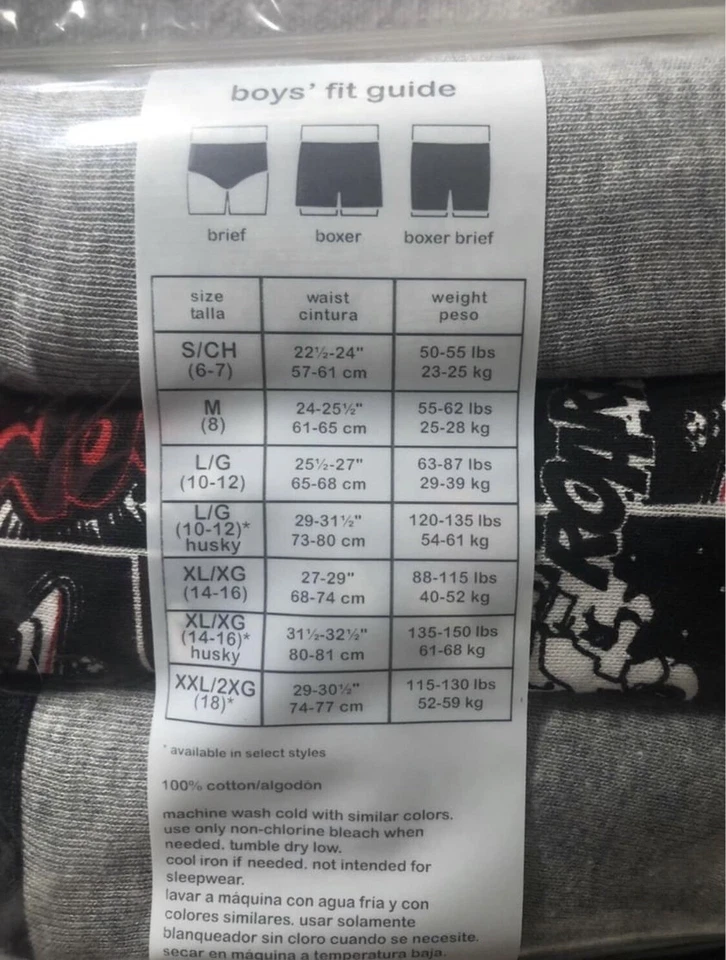 boys' fit guide
brief boxer boxer brief
size waist weight
talla cintura peso
S/CH 22½-24" 50-55 lbs
(6-7) 57-61 cm 23-25 kg
M 24-25½" 55-62 lbs
(8) 61-65 cm 25-28 kg
L/G 25½-27" 63-87 lbs
(10-12) 65-68 cm 29-39 kg
L/G 29-31½" 120-135 lbs
(10-12)* 73-80 cm 54-61 kg
husky
XL/XG 27-29" 88-115 lbs
(14-16) 68-74 cm 40-52 kg
XL/XG 31½-32½" 135-150 lbs
(14-16)* 80-81 cm 61-68 kg
husky
XXL/2XG 29-30½" 115-130 lbs
(18)* 74-77 cm 52-59 kg
* available in select styles
100% cotton/algodón
machine wash cold with similar colors.
use only non-chlorine bleach when
needed. tumble dry low.
cool iron if needed. not intended for
sleepwear.
lavar a máquina con agua fría y con
colores similares. usar solamente
blanqueador sin cloro cuando se necesite.
secar en máquina a temperatura baja.